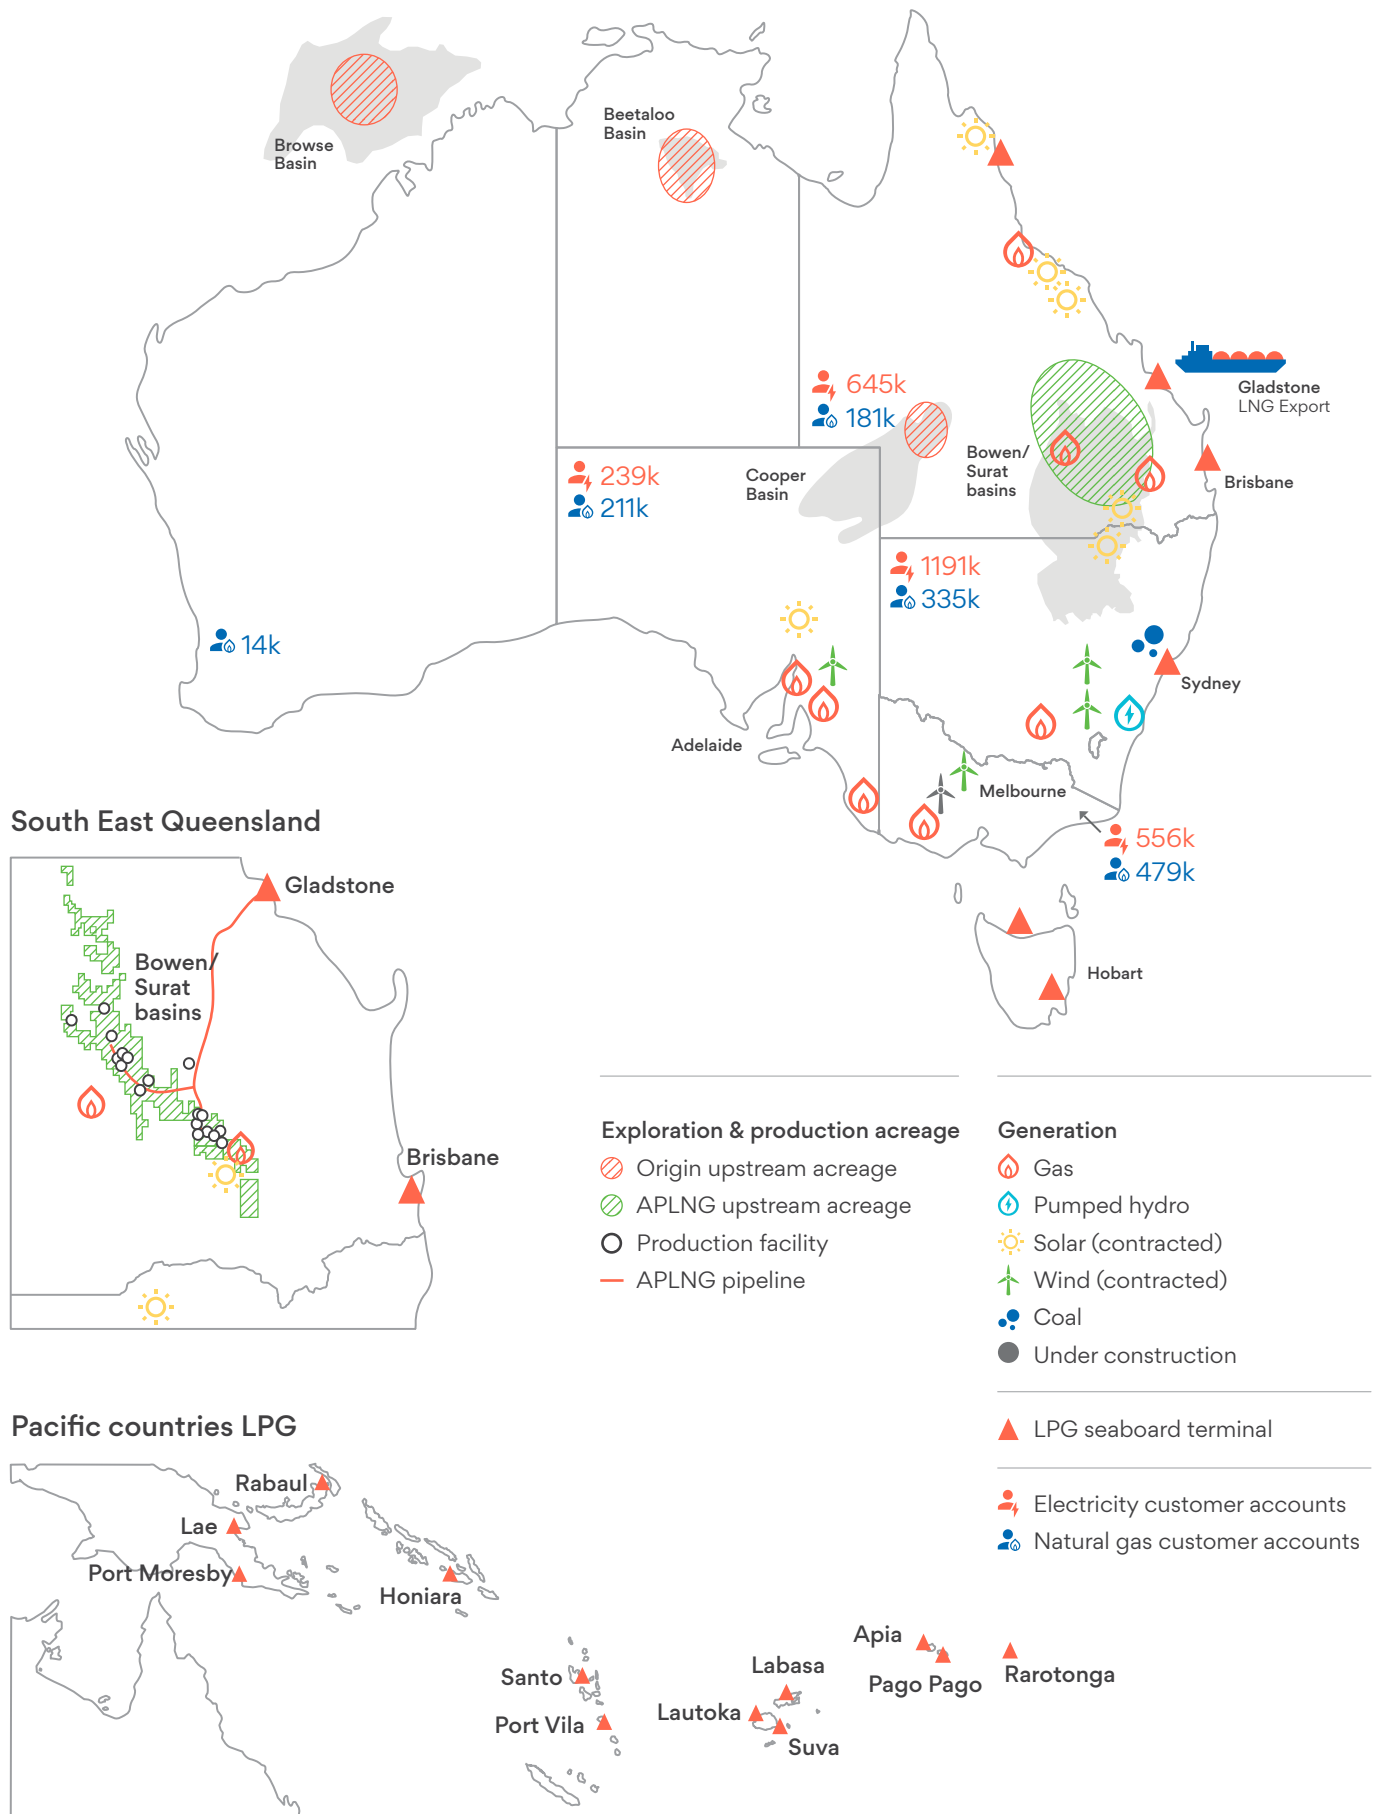 Browse
Basin
Beetaloo
Basin
645k
181k
Gladstone
LNG Export
239k
211k
Cooper
Basin
Bowen/
Surat
basins
Brisbane
1191k
335k
14k
Sydney
Adelaide
Melbourne
556k
479k
Hobart
South East Queensland
Gladstone
Bowen/
Surat
basins
Brisbane
Exploration & production acreage
Origin upstream acreage
APLNG upstream acreage
Production facility
APLNG pipeline
Generation
Gas
Pumped hydro
Solar (contracted)
Wind (contracted)
Coal
Under construction
LPG seaboard terminal
Electricity customer accounts
Natural gas customer accounts
Pacific countries LPG
Rabaul
Lae
Port Moresby
Honiara
Santo
Port Vila
Apia
Labasa
Pago Pago
Rarotonga
Lautoka
Suva